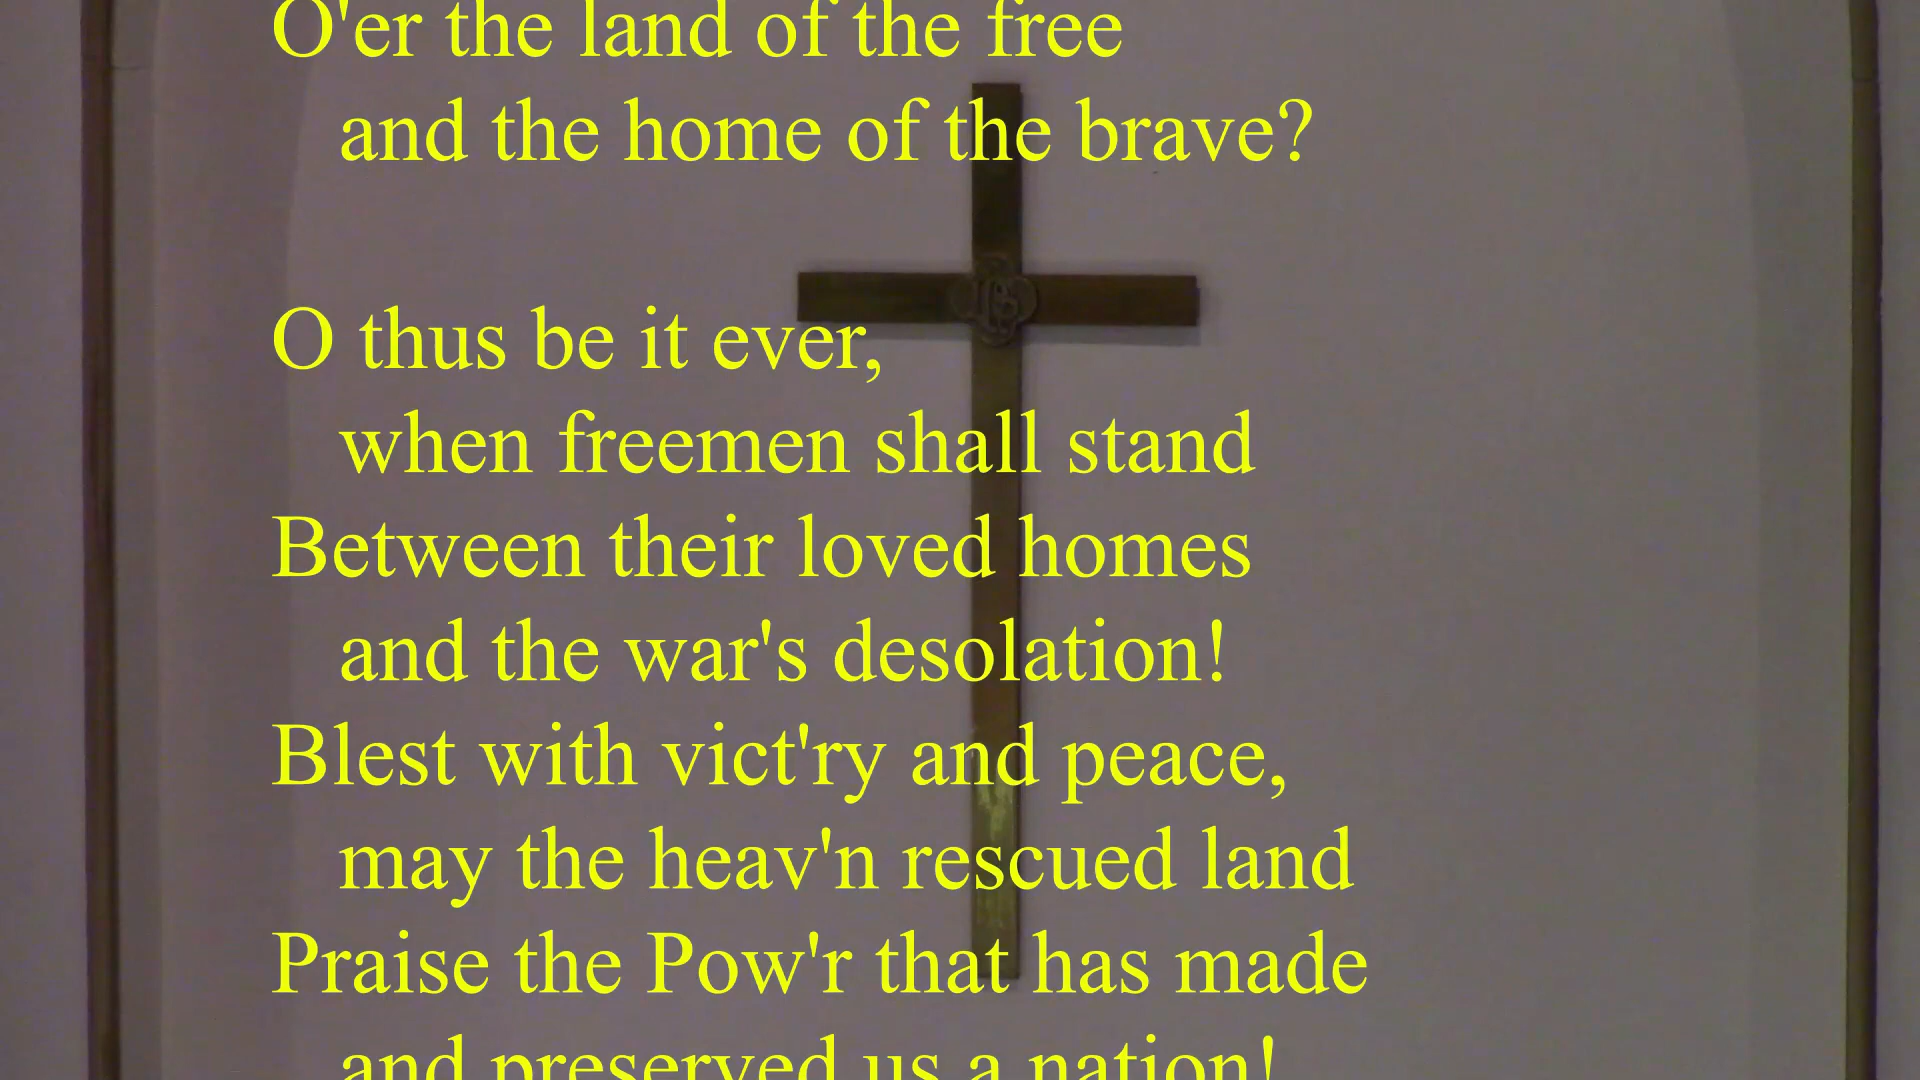 O'er the land of the free
and the home of the brave?
O thus be it ever,
when freemen shall stand
Between their loved homes
and the war's desolation!
Blest with vict'ry and peace,
may the heav'n rescued land
Praise the Pow'r that has made
and preserved us a nation!